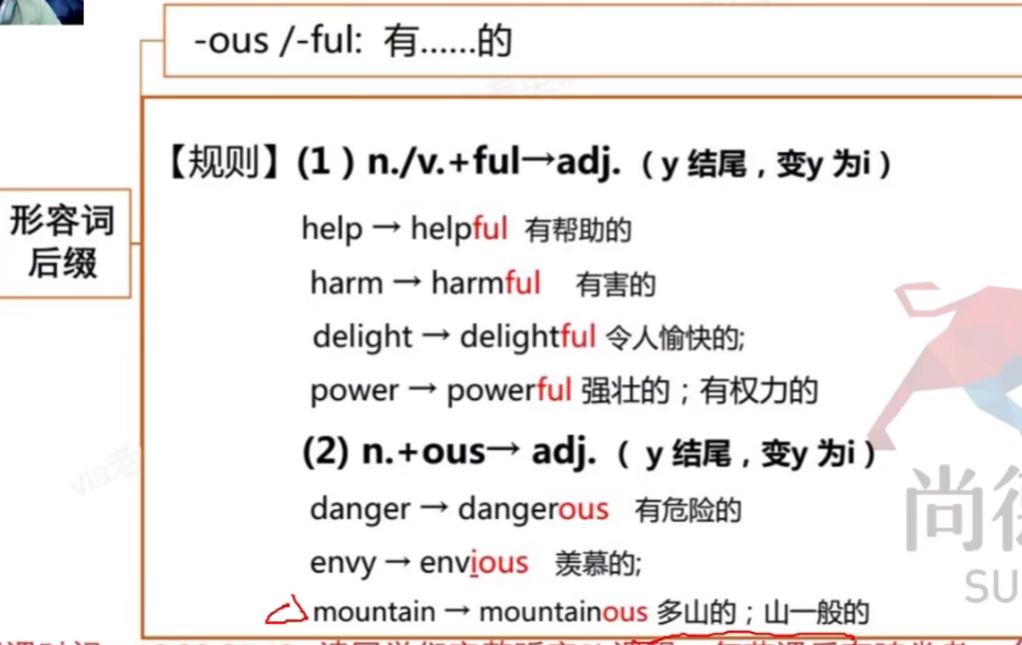 -ous /-ful: 有……的
形容词
后缀
【规则】(1）n./v.+ful→adj.（y 结尾，变y 为i）
help → helpful 有帮助的
harm → harmful 有害的
delight → delightful 令人愉快的;
power → powerful 强壮的；有权力的
(2) n.+ous→ adj.（ y 结尾，变y 为i）
danger → dangerous 有危险的
envy → envious 羡慕的;
mountain → mountainous 多山的；山一般的
尚
SU